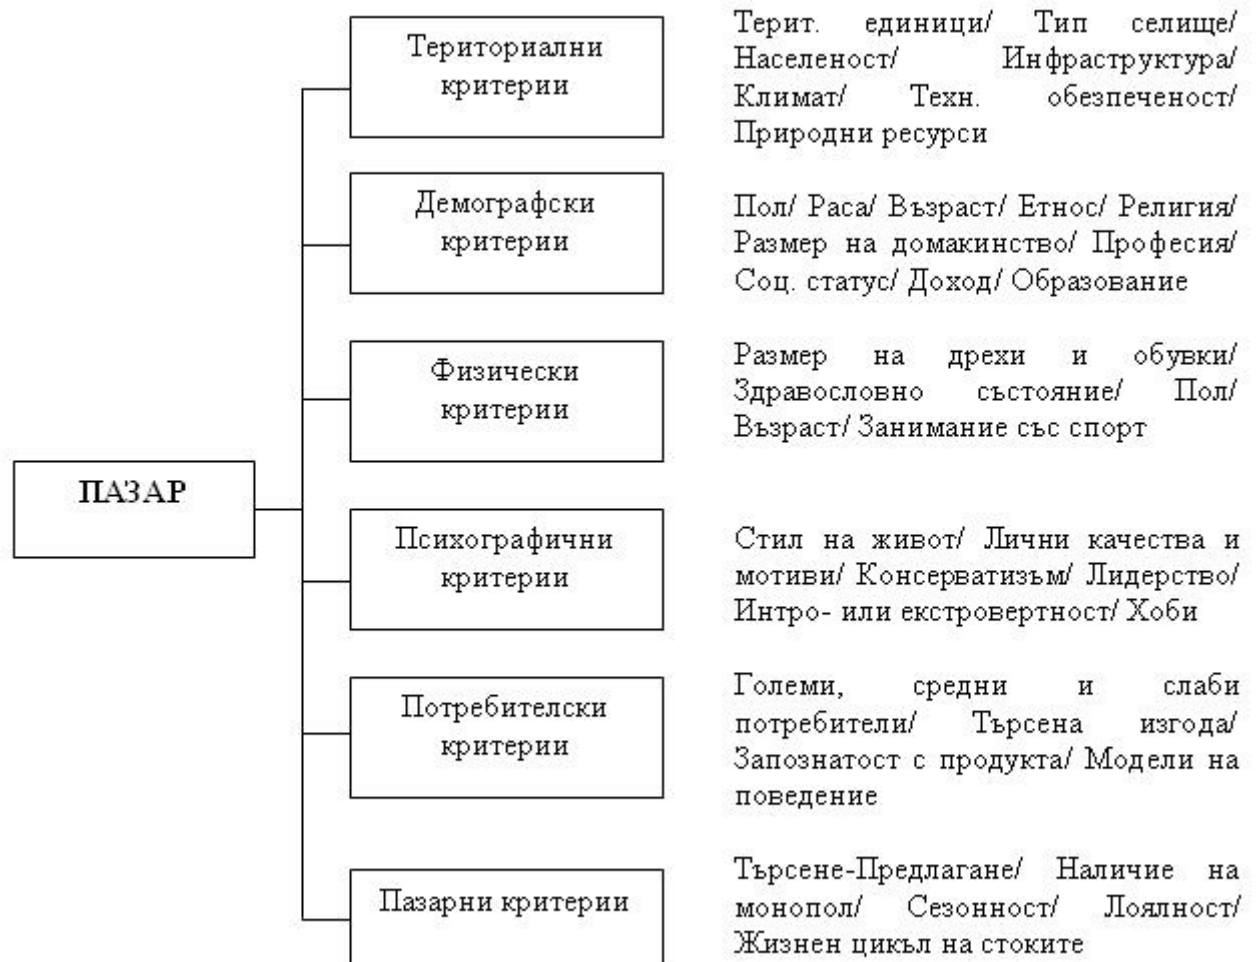 ПАЗАР
Териториални
критерии
Терит. единици/ Тип селище/
Населеност/ Инфраструктура/
Климат/ Техн. обезпеченост/
Природни ресурси
Демографски
критерии
Пол/ Раса/ Възраст/ Етнос/ Религия/
Размер на домакинство/ Професия/
Соц. статус/ Доход/ Образование
Физически
критерии
Размер на дрехи и обувки/
Здравословно състояние/ Пол/
Възраст/ Занимание със спорт
Психографични
критерии
Стил на живот/ Лични качества и
мотиви/ Консерватизъм/ Лидерство/
Интро- или екстровертност/ Хоби
Потребителски
критерии
Големи, средни и слаби
потребители/ Търсена изгода/
Запознатост с продукта/ Модели на
поведение
Пазарни критерии
Търсене-Предлагане/ Наличие на
монопол/ Сезонност/ Лоялност/
Жизнен цикъл на стоките